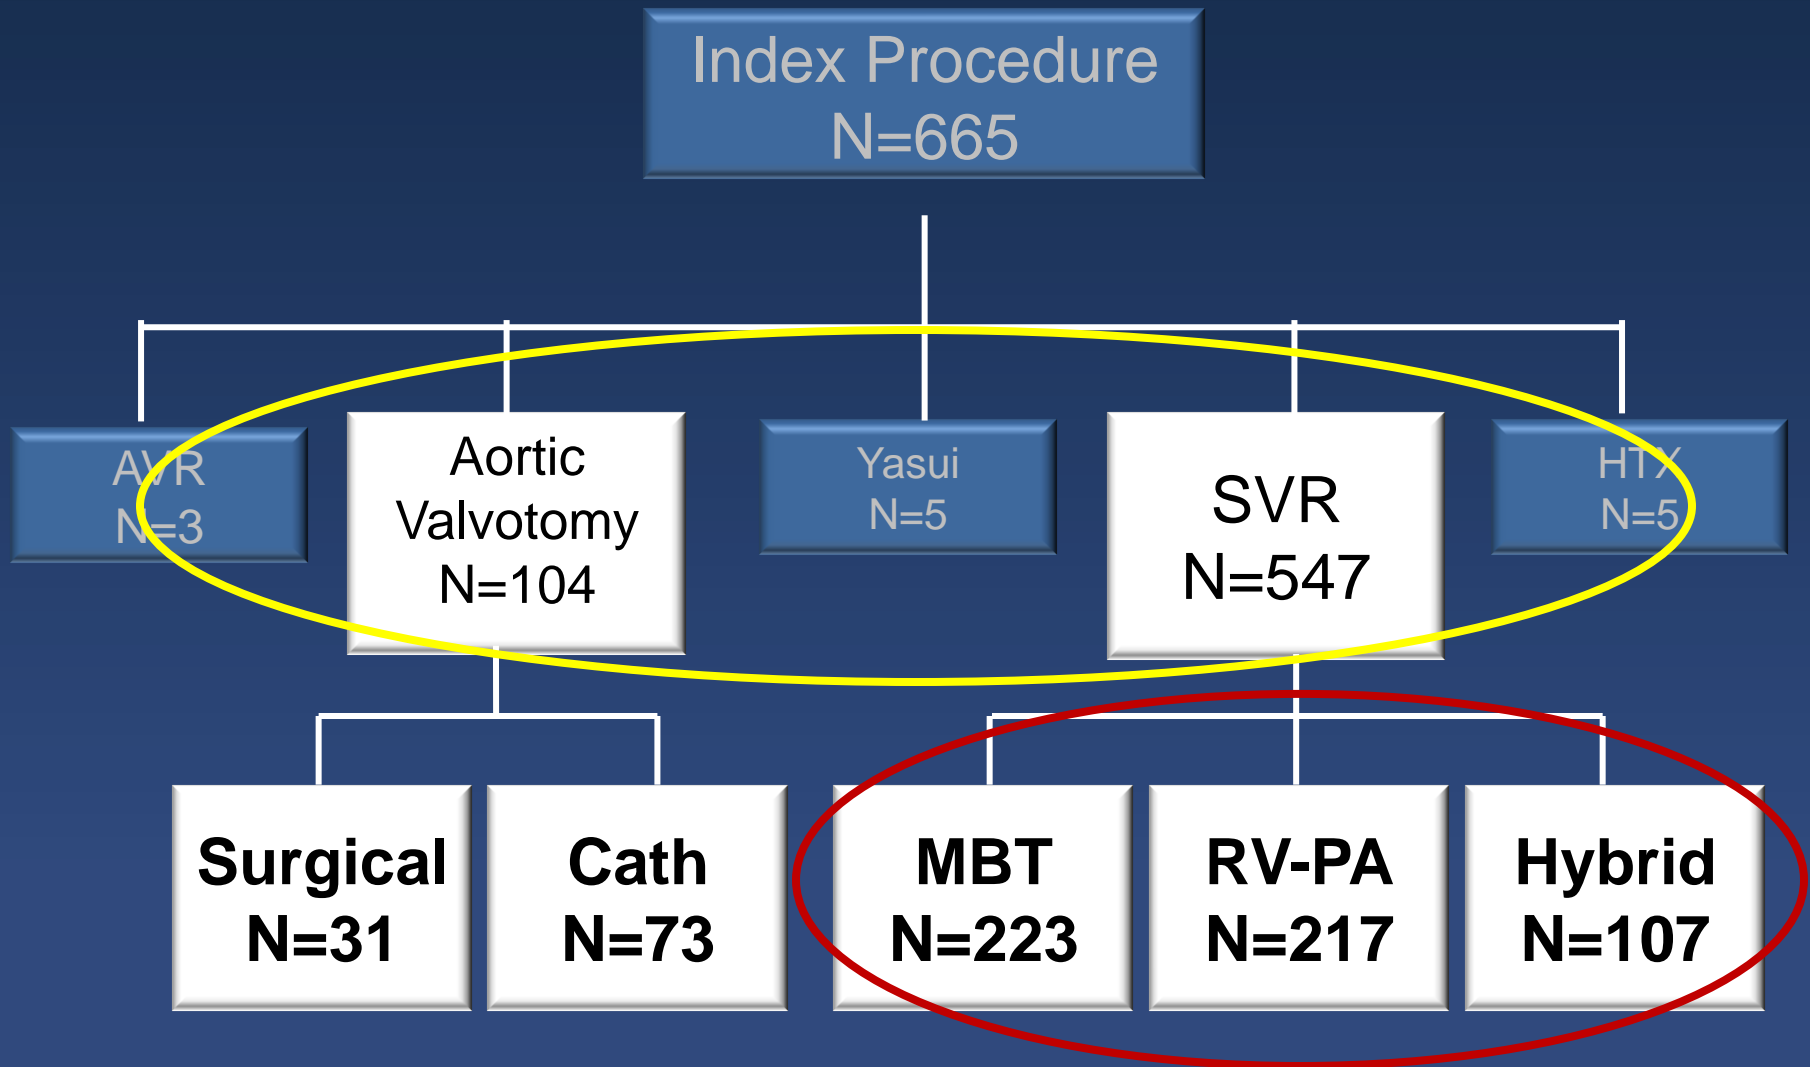 Index Procedure
N=665
AVR
N=3
Aortic
Valvotomy
N=104
Yasui
N=5
SVR
N=547
HTX
N=5
Surgical
N=31
Cath
N=73
MBT
N=223
RV-PA
N=217
Hybrid
N=107